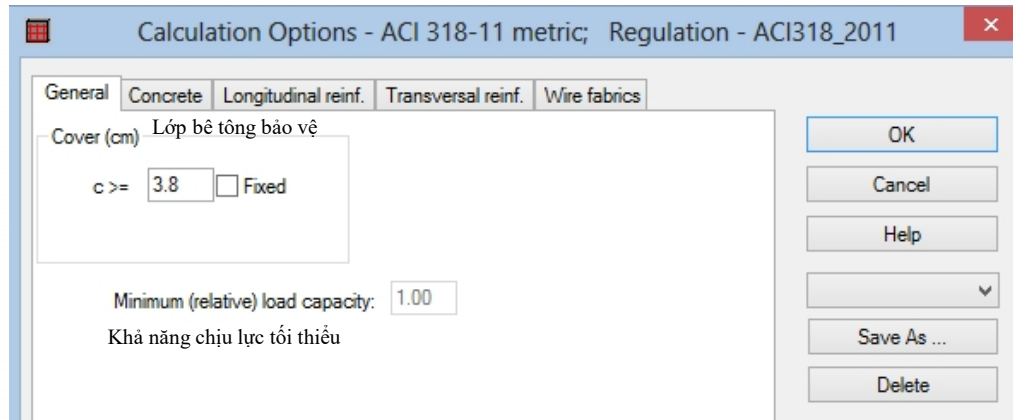 Calculation Options - ACI 318-11 metric; Regulation - ACI318_2011
General Concrete Longitudinal reinf. Transversal reinf. Wire fabrics
Cover (cm) Lớp bê tông bảo vệ
c >= 3.8 Fixed
Minimum (relative) load capacity: 1.00
Khả năng chịu lực tối thiểu
OK
Cancel
Help
Save As ...
Delete